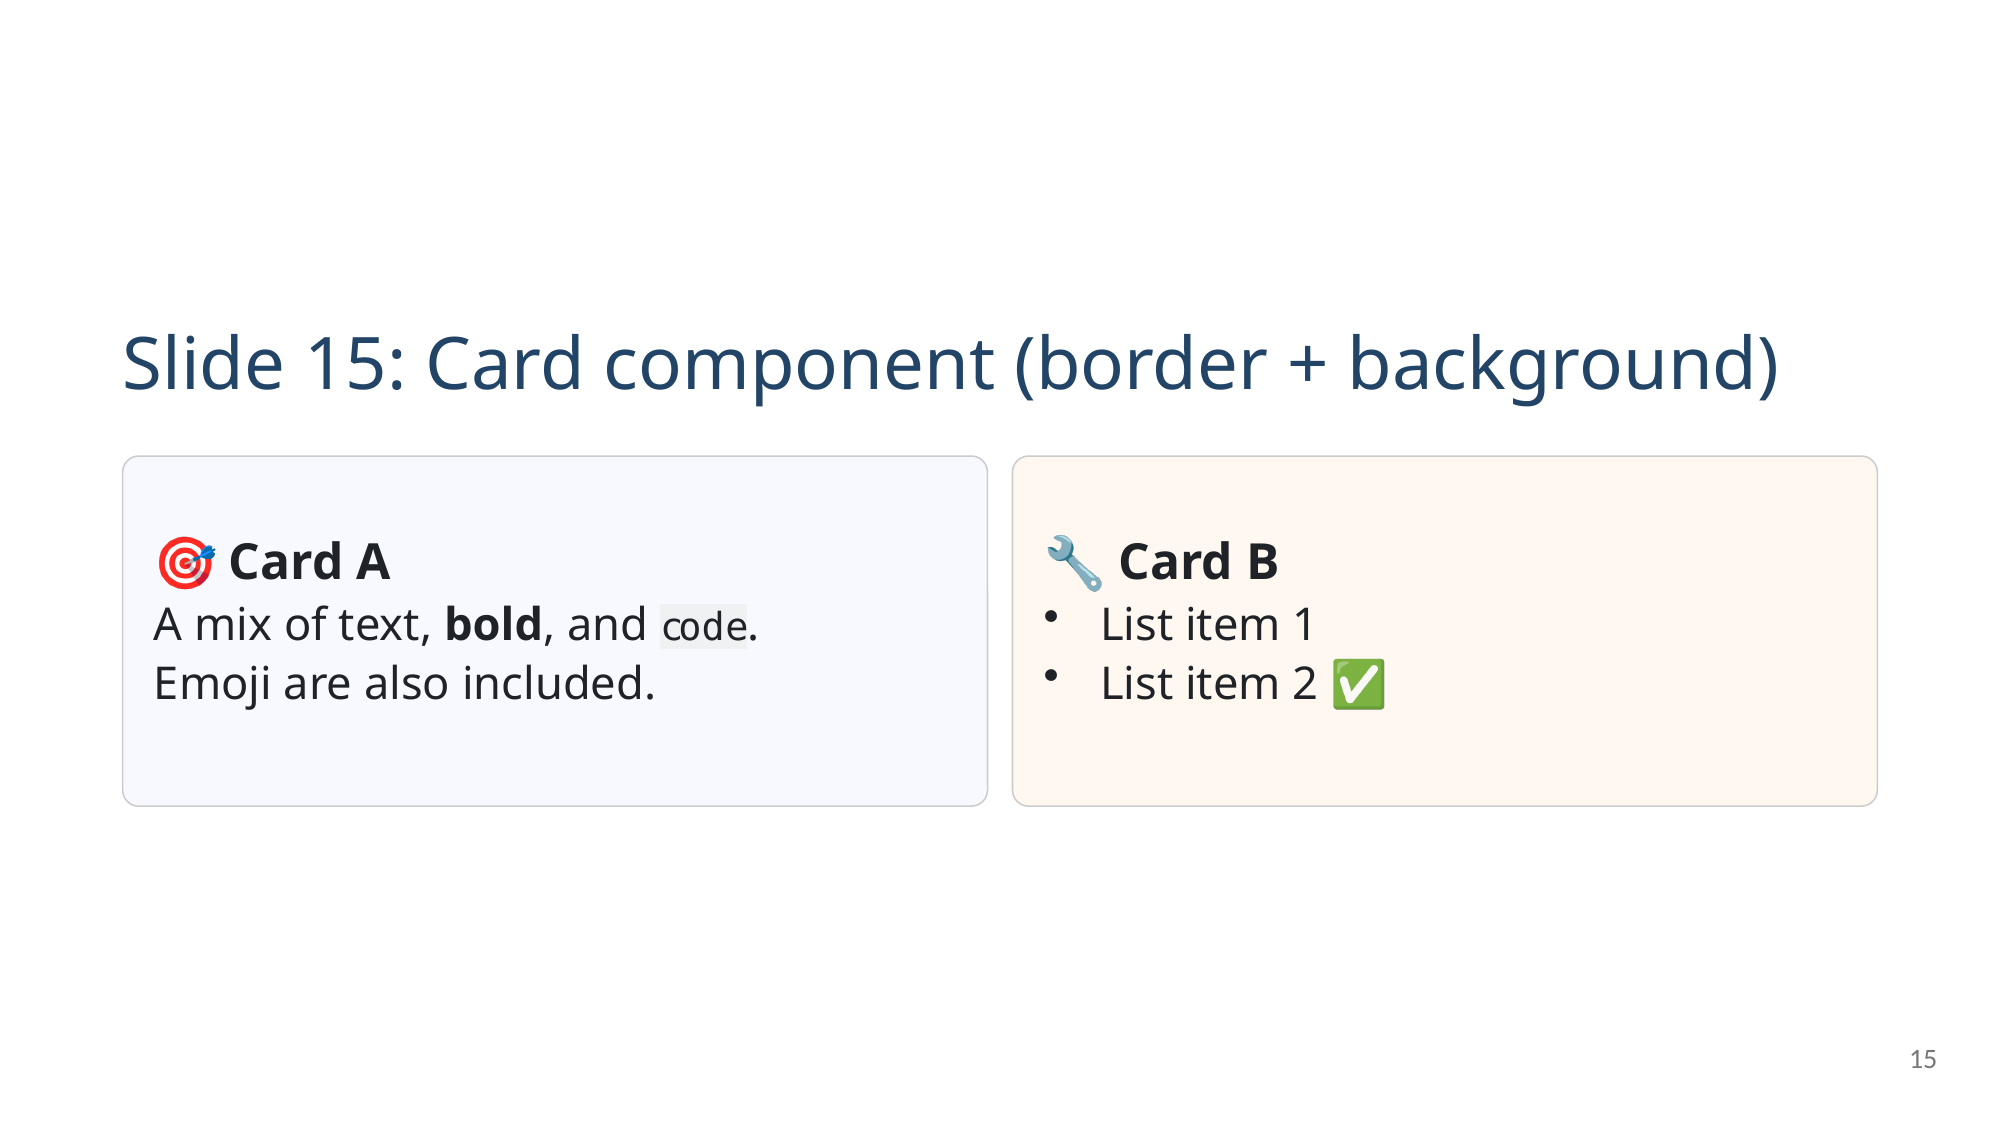 Slide 15: Card component (border + background)
🎯 Card A
A mix of text, bold, and code.
Emoji are also included.
🔧 Card B
• List item 1
• List item 2 ✅
15